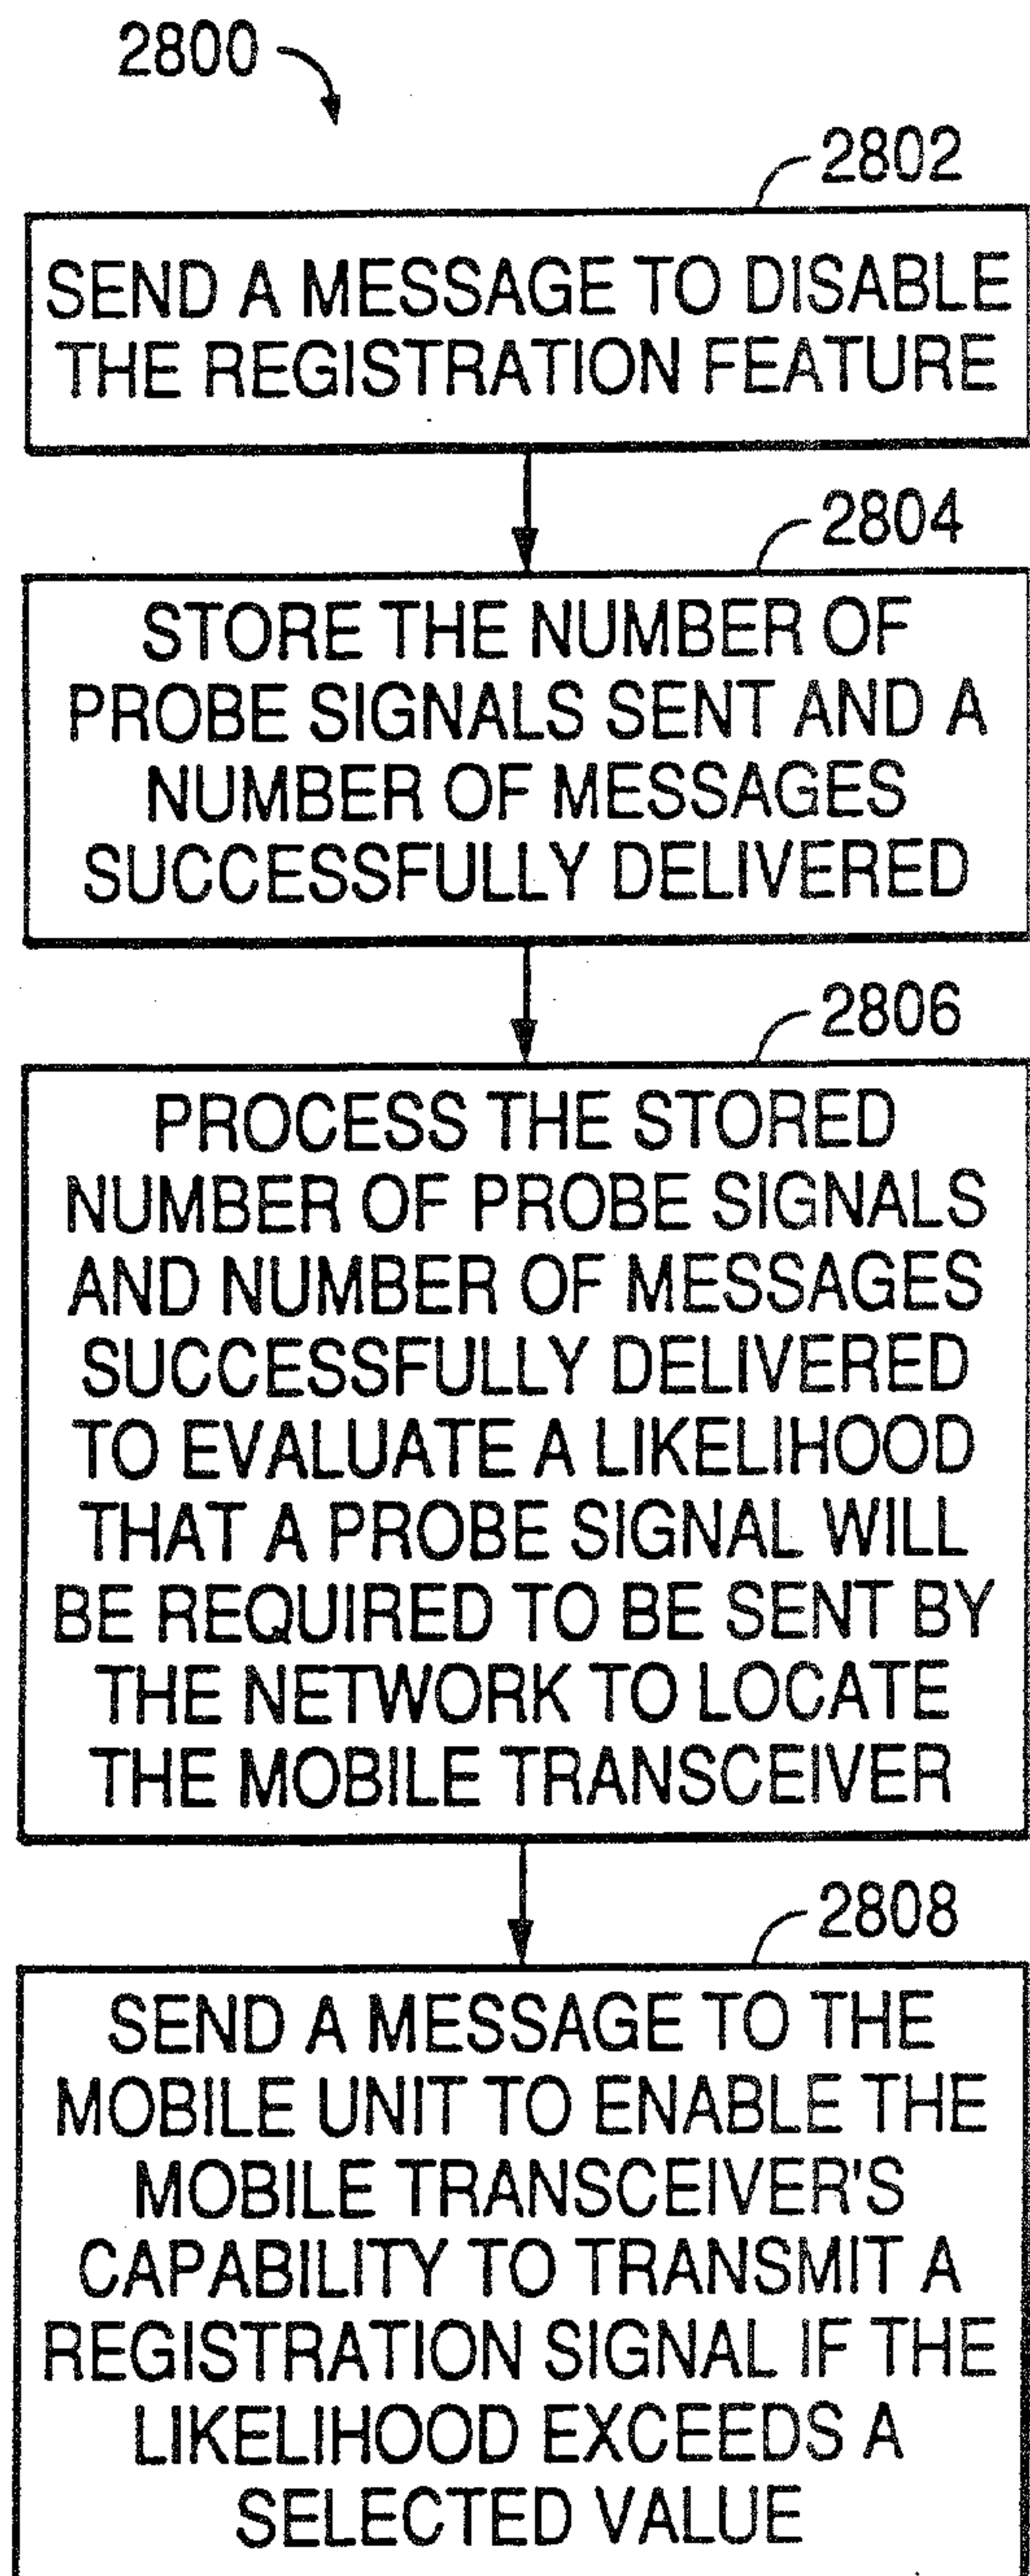 2800
2802
SEND A MESSAGE TO DISABLE
THE REGISTRATION FEATURE
2804
STORE THE NUMBER OF
PROBE SIGNALS SENT AND A
NUMBER OF MESSAGES
SUCCESSFULLY DELIVERED
2806
PROCESS THE STORED
NUMBER OF PROBE SIGNALS
AND NUMBER OF MESSAGES
SUCCESSFULLY DELIVERED
TO EVALUATE A LIKELIHOOD
THAT A PROBE SIGNAL WILL
BE REQUIRED TO BE SENT BY
THE NETWORK TO LOCATE
THE MOBILE TRANSCEIVER
2808
SEND A MESSAGE TO THE
MOBILE UNIT TO ENABLE THE
MOBILE TRANSCEIVER'S
CAPABILITY TO TRANSMIT A
REGISTRATION SIGNAL IF THE
LIKELIHOOD EXCEEDS A
SELECTED VALUE